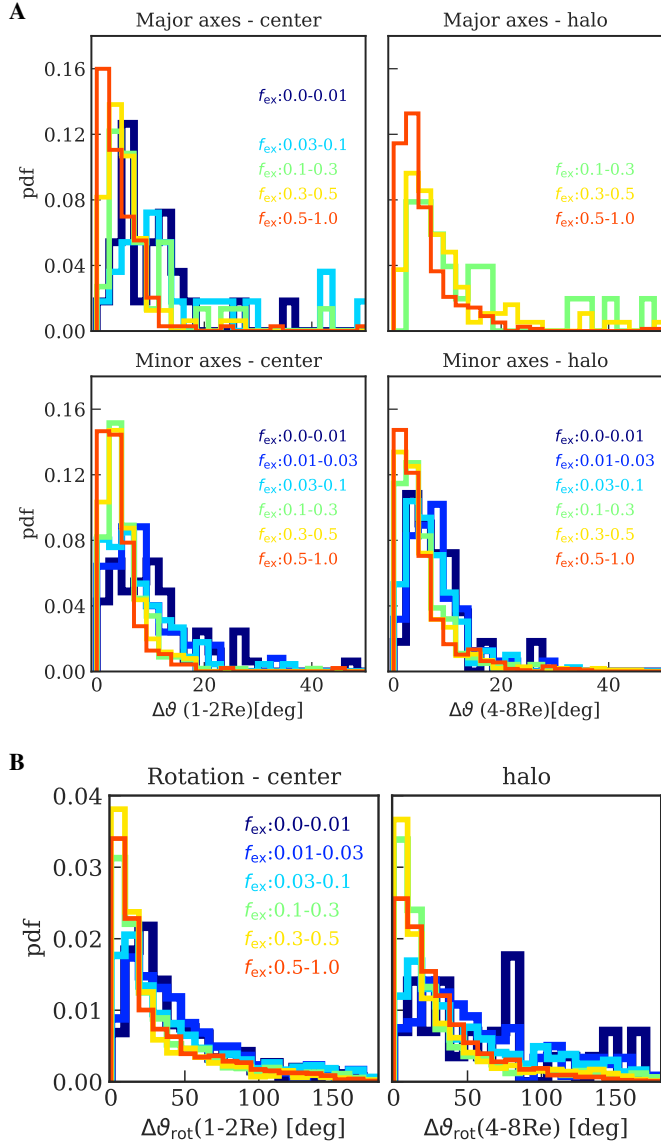 A
Major axes - center
Major axes - halo
0.16
0.12
0.08
0.04
0.00
pdf
fex:0.0-0.01
fex:0.03-0.1
fex:0.1-0.3
fex:0.3-0.5
fex:0.5-1.0
fex:0.1-0.3
fex:0.3-0.5
fex:0.5-1.0
Minor axes - center
Minor axes - halo
0.16
0.12
0.08
0.04
0.00
pdf
fex:0.0-0.01
fex:0.01-0.03
fex:0.03-0.1
fex:0.1-0.3
fex:0.3-0.5
fex:0.5-1.0
fex:0.0-0.01
fex:0.01-0.03
fex:0.03-0.1
fex:0.1-0.3
fex:0.3-0.5
fex:0.5-1.0
0 20 40
0 20 40
Δϑ (1-2Re)[deg]
Δϑ (4-8Re)[deg]
B
Rotation - center
halo
0.04
0.03
0.02
0.01
0.00
pdf
fex:0.0-0.01
fex:0.01-0.03
fex:0.03-0.1
fex:0.1-0.3
fex:0.3-0.5
fex:0.5-1.0
0 50 100 150
0 50 100 150
Δϑrot(1-2Re) [deg]
Δϑrot(4-8Re) [deg]